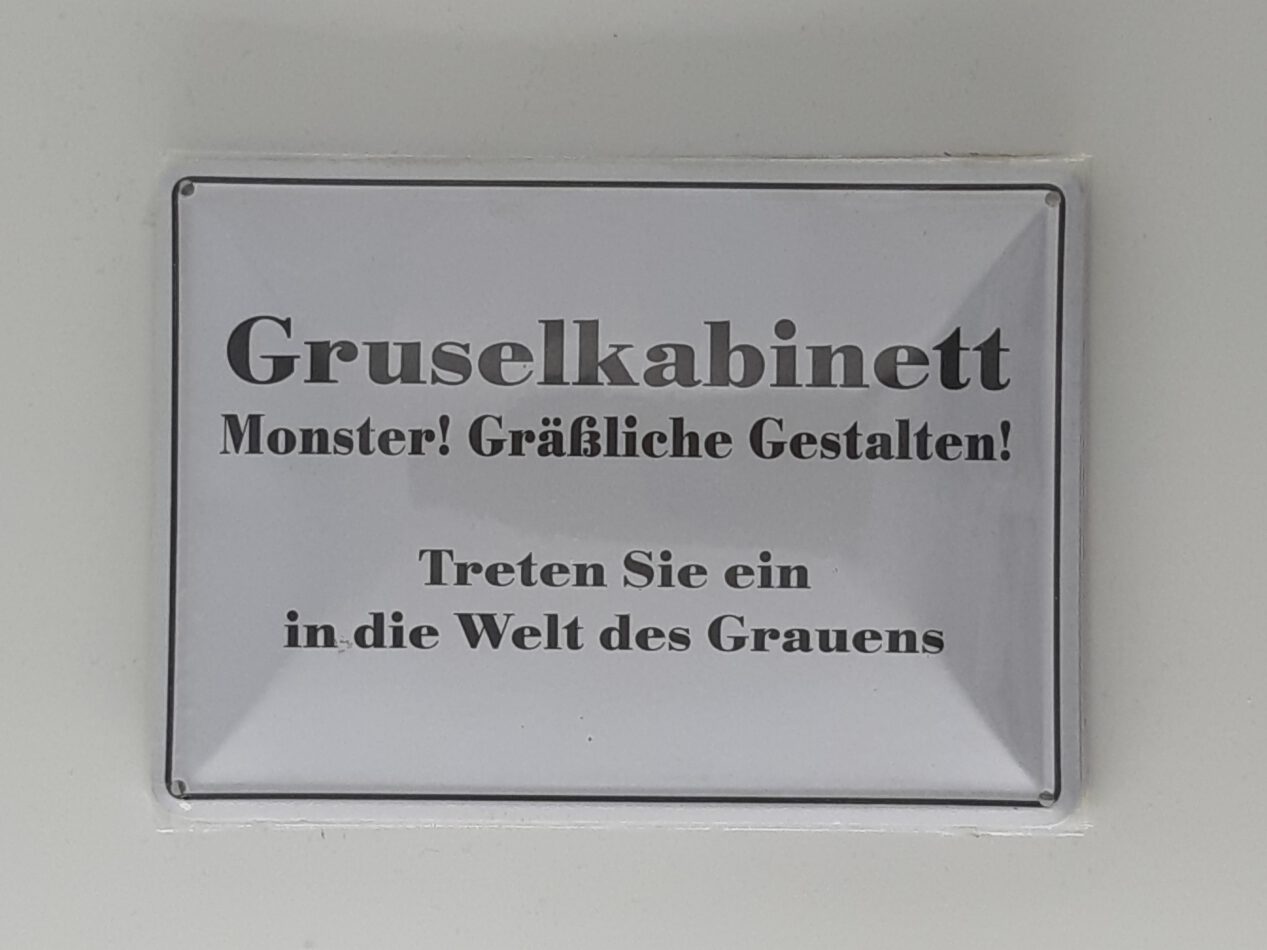 Gruselkabinett
Monster! Gräßliche Gestalten!
Treten Sie ein
in die Welt des Grauens